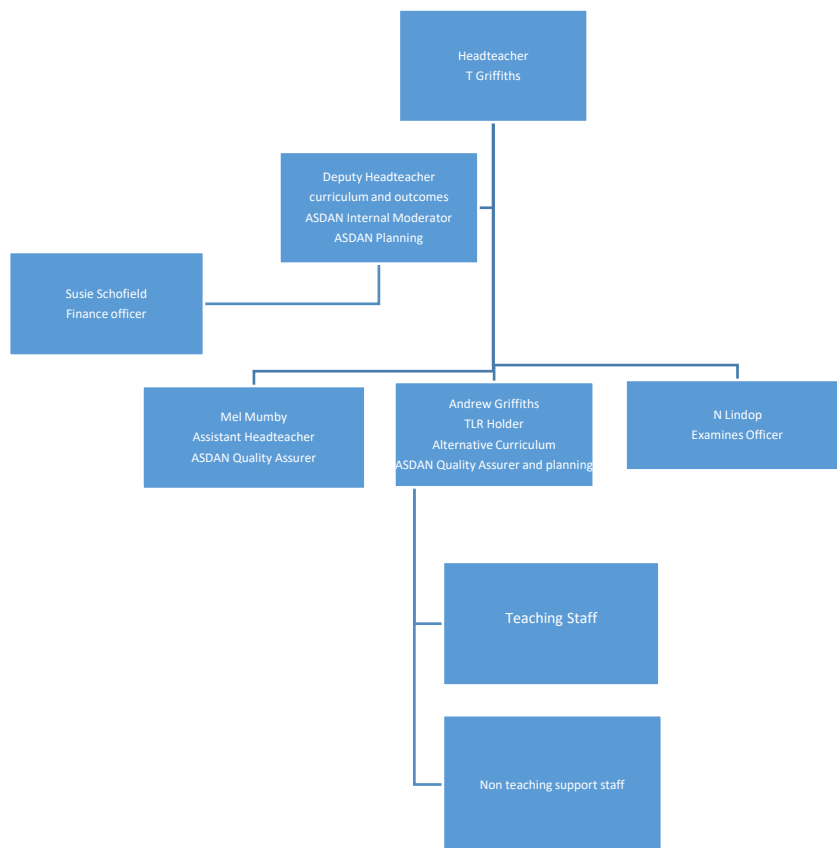 Headteacher
T Griffiths
Deputy Headteacher
curriculum and outcomes
ASDAN Internal Moderator
ASDAN Planning
Susie Schofield
Finance officer
Mel Mumby
Assistant Headteacher
ASDAN Quality Assurer
Andrew Griffiths
TLR Holder
Alternative Curriculum
ASDAN Quality Assurer and planning
N Lindop
Examines Officer
Teaching Staff
Non teaching support staff